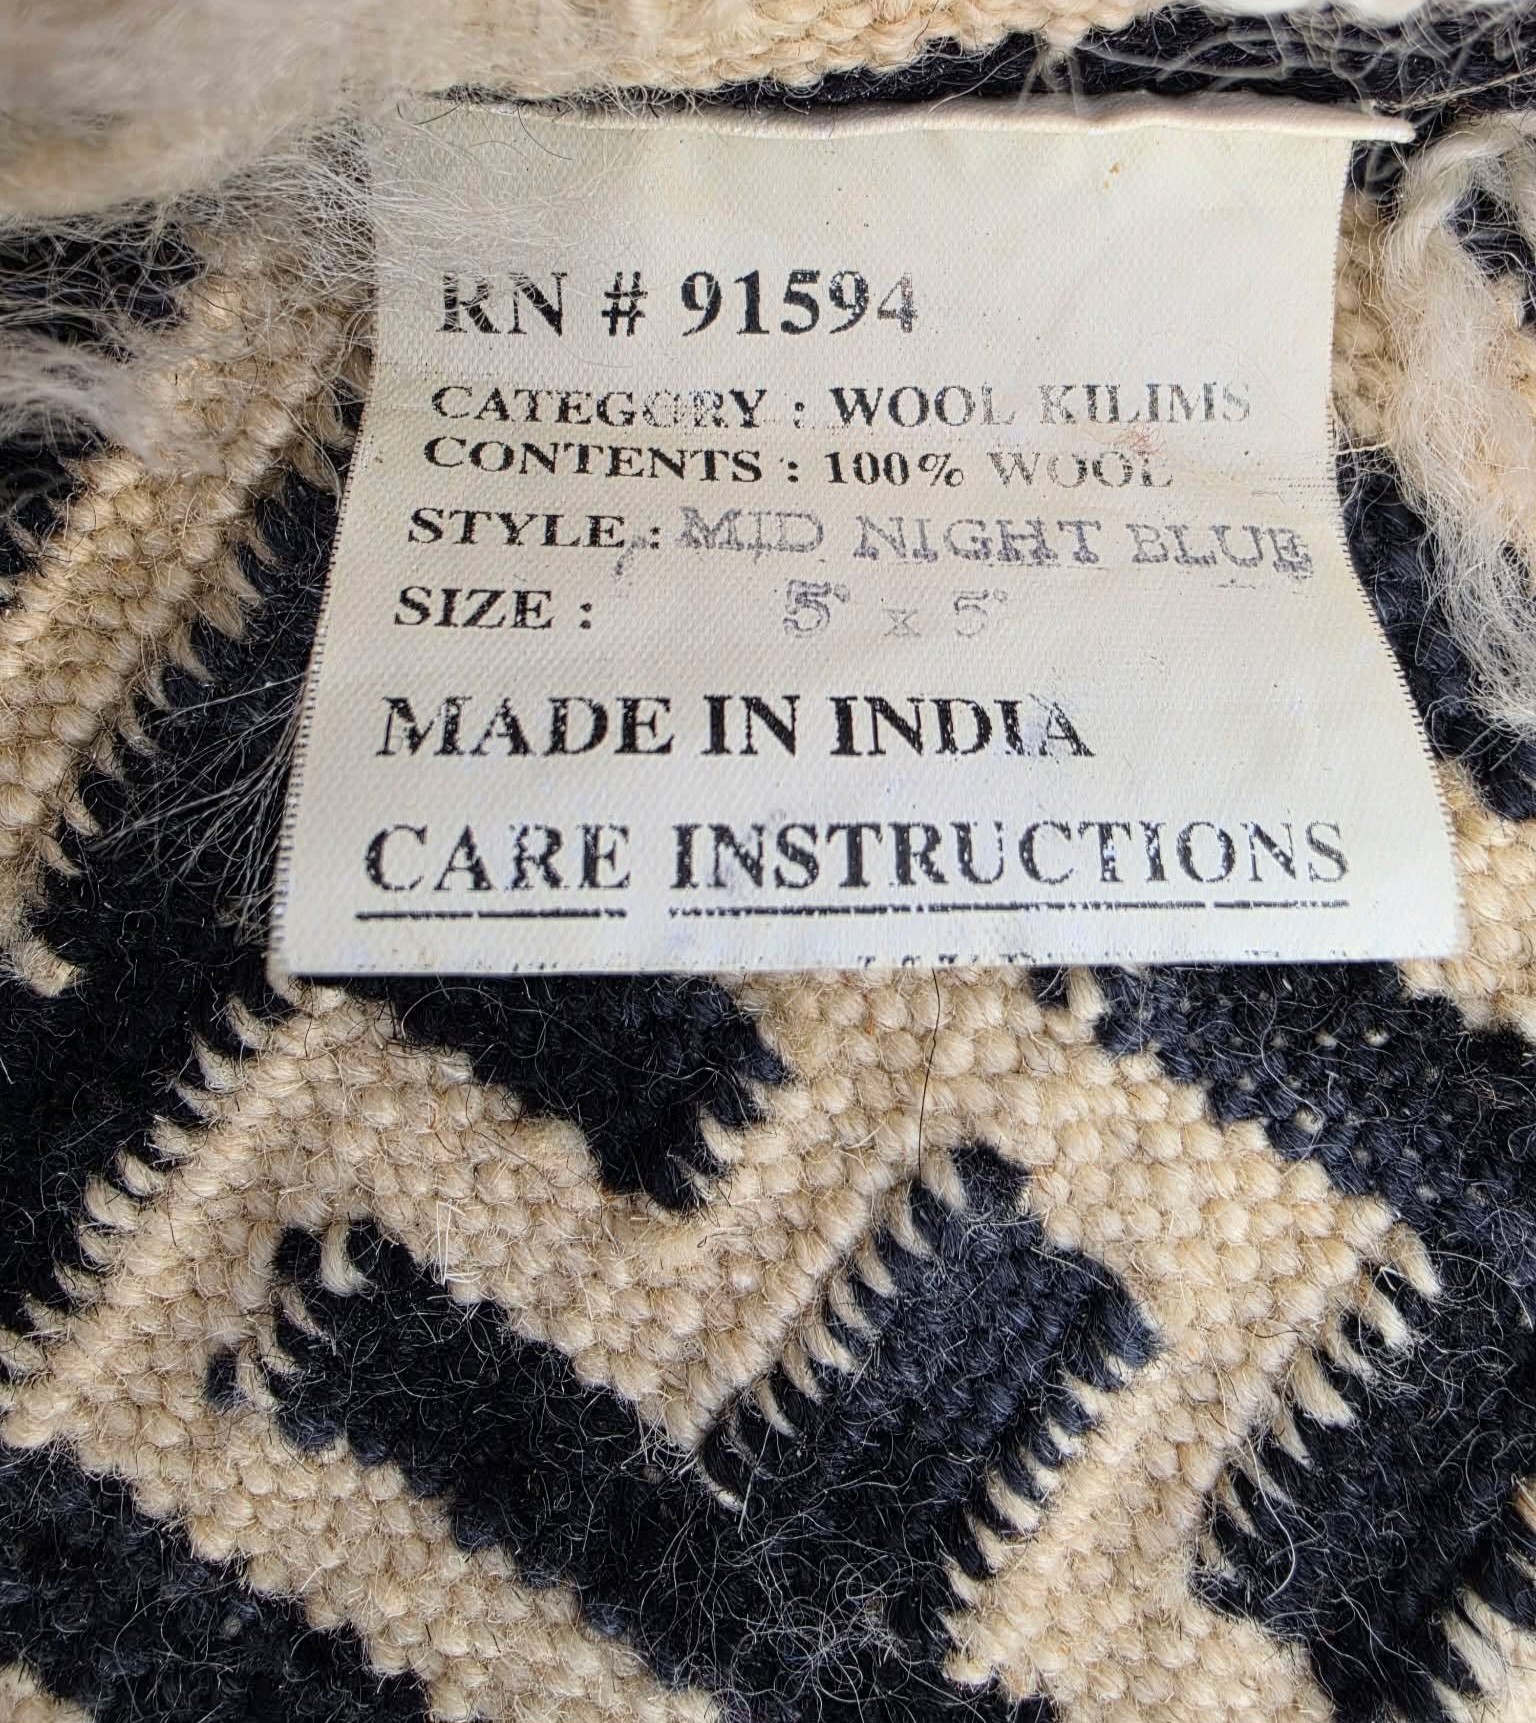 RN # 91594
CATEGORY : WOOL KILIMS
CONTENTS : 100% WOOL
STYLE : MID NIGHT BLUE
SIZE : 5' x 5'
MADE IN INDIA
CARE INSTRUCTIONS